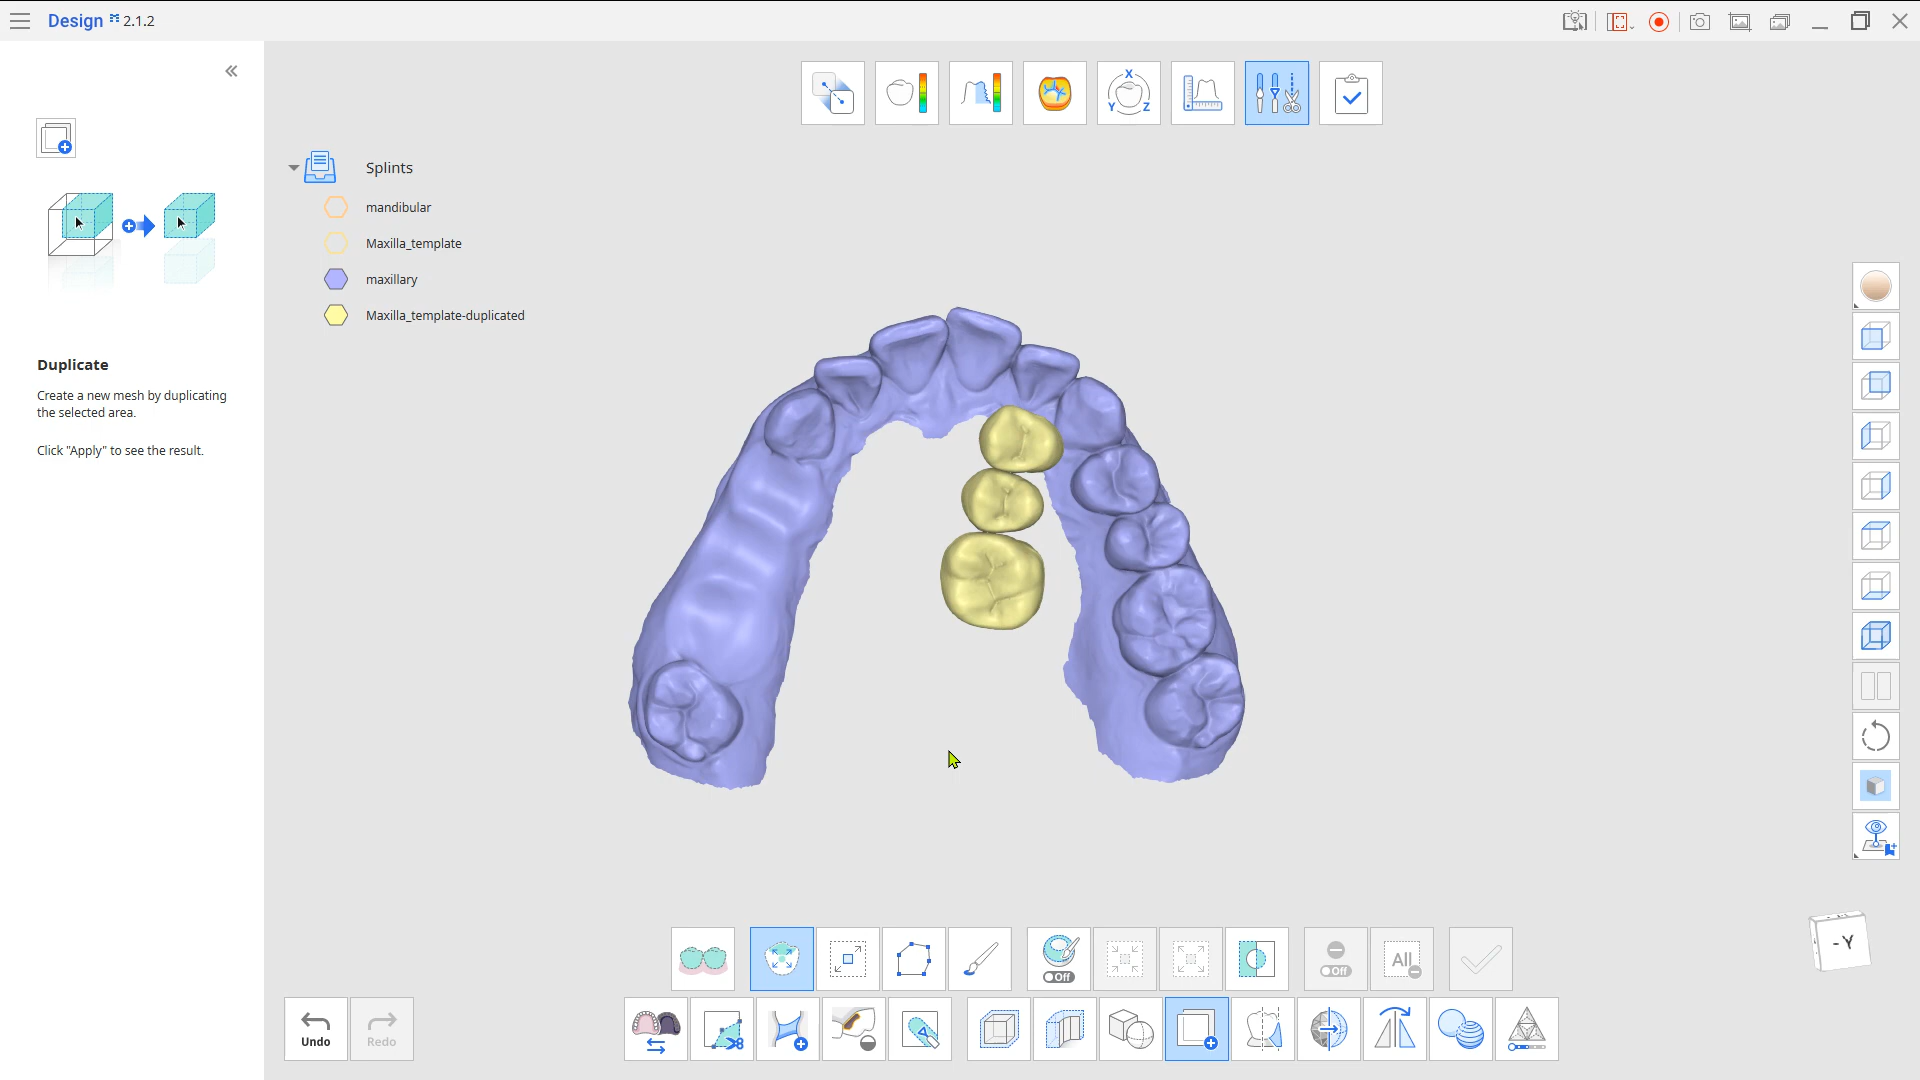 Design 2.1.2
X
Y Z
Splints
mandibular
Maxilla_template
maxillary
Maxilla_template-duplicated
Duplicate
Create a new mesh by duplicating
the selected area.
Click "Apply" to see the result.
-Y
Off
Off
All
Undo
Redo